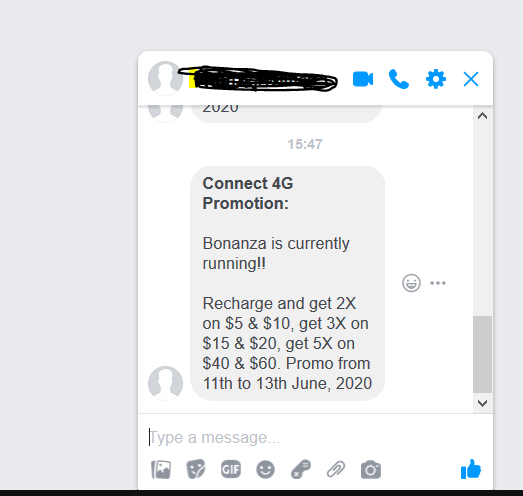 2020
15:47
Connect 4G
Promotion:
Bonanza is currently
running!!
Recharge and get 2X
on $5 & $10, get 3X on
$15 & $20, get 5X on
$40 & $60. Promo from
11th to 13th June, 2020
Type a message...
GIF